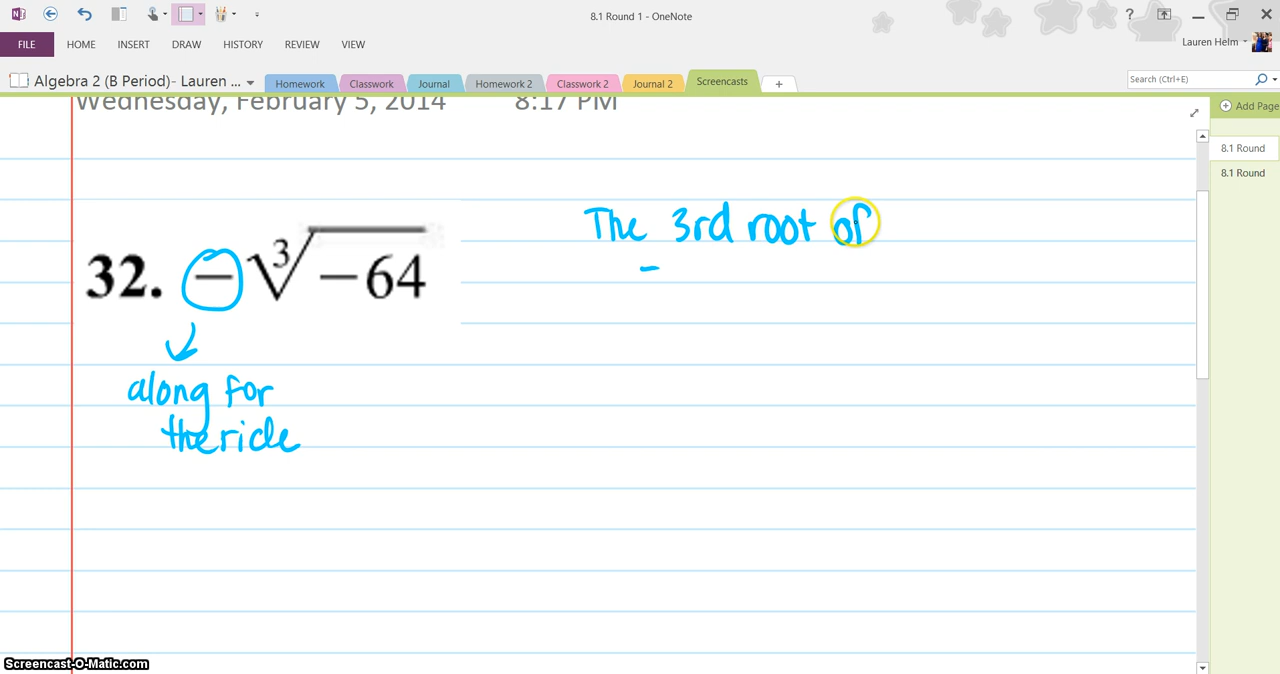 8.1 Round 1 - OneNote
?
FILE HOME INSERT DRAW HISTORY REVIEW VIEW
Lauren Helm
Algebra 2 (B Period)- Lauren ...
Homework Classwork Journal Homework 2 Classwork 2 Journal 2 Screencasts +
Search (Ctrl+E)
Wednesday, February 5, 2014 8:17 PM
Add Page
8.1 Round
8.1 Round
The 3rd root of
-
32. −∛−64
along for
the ride
Screencast-O-Matic.com